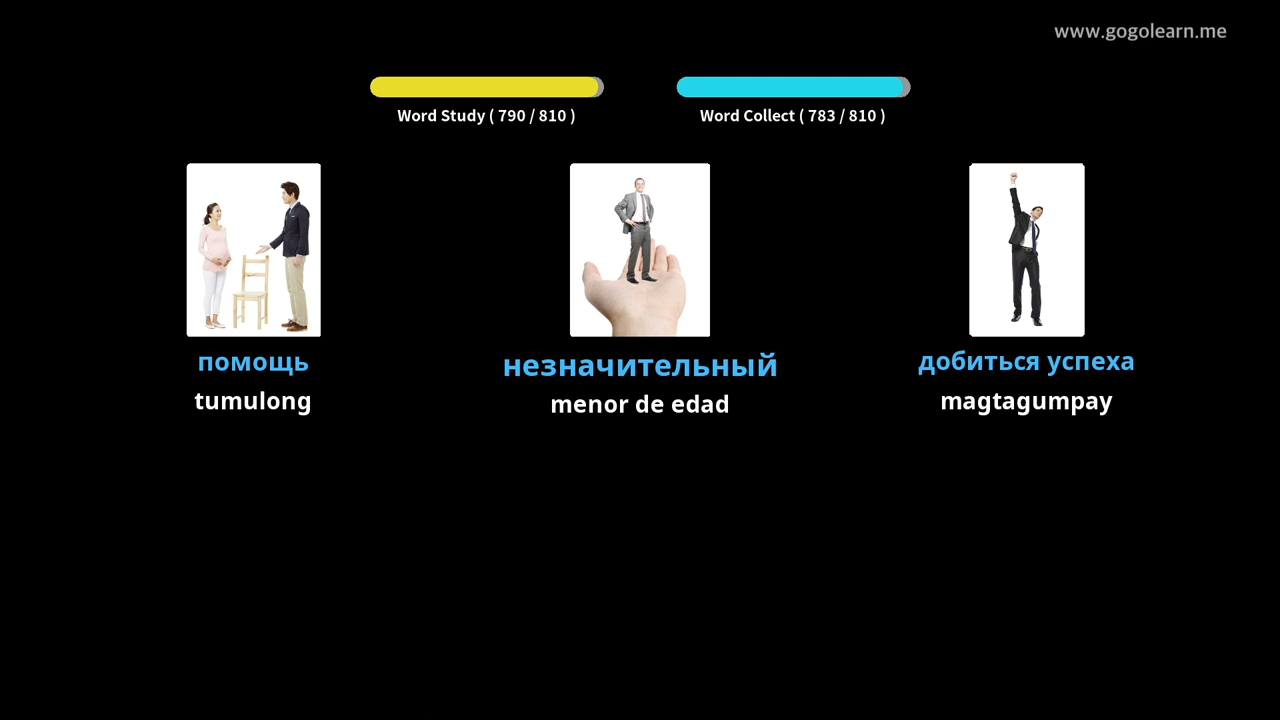 www.gogolearn.me
Word Study ( 790 / 810 )
Word Collect ( 783 / 810 )
помощь
незначительный
добиться успеха
tumulong
menor de edad
magtagumpay